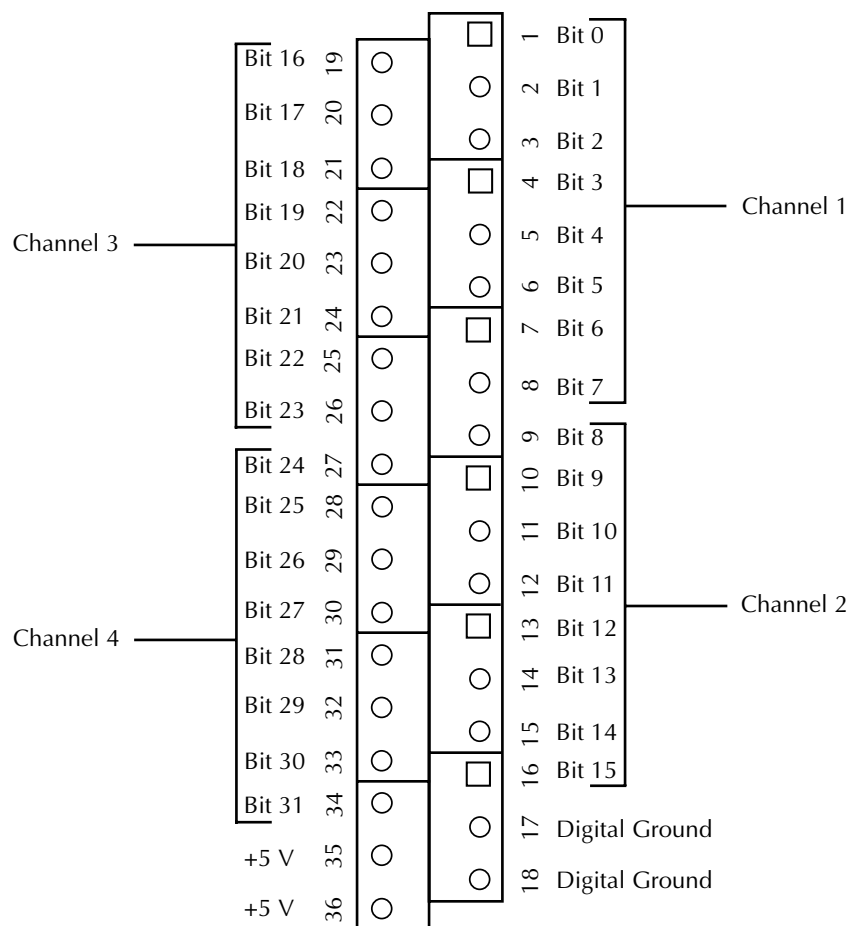 1 Bit 0
Bit 16 19
2 Bit 1
Bit 17 20
3 Bit 2
Bit 18 21
4 Bit 3
Channel 1
Bit 19 22
5 Bit 4
Channel 3
Bit 20 23
6 Bit 5
Bit 21 24
7 Bit 6
Bit 22 25
8 Bit 7
Bit 23 26
9 Bit 8
Bit 24 27
10 Bit 9
Bit 25 28
11 Bit 10
Bit 26 29
12 Bit 11
Channel 2
Bit 27 30
13 Bit 12
Channel 4
Bit 28 31
14 Bit 13
Bit 29 32
15 Bit 14
Bit 30 33
16 Bit 15
Bit 31 34
17 Digital Ground
+5 V 35
18 Digital Ground
+5 V 36